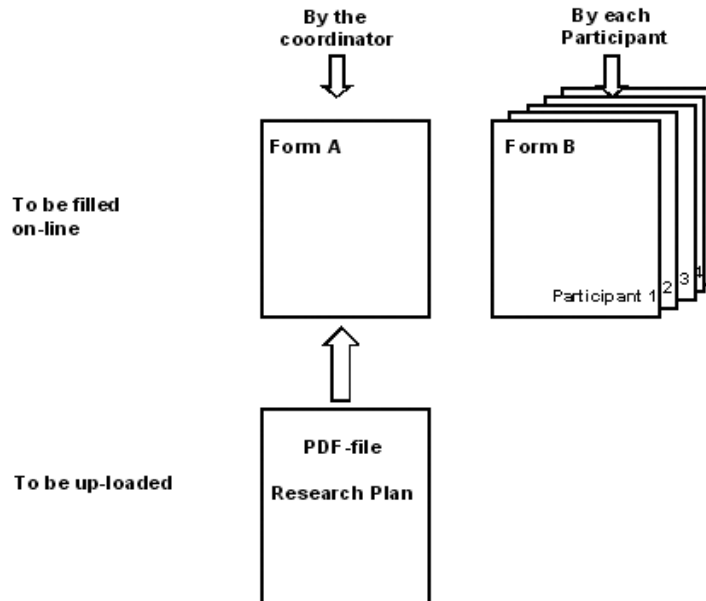 By the
coordinator
By each
Participant
Form A
Form B
To be filled
on-line
Participant 1
2
3
4
PDF-file
Research Plan
To be up-loaded